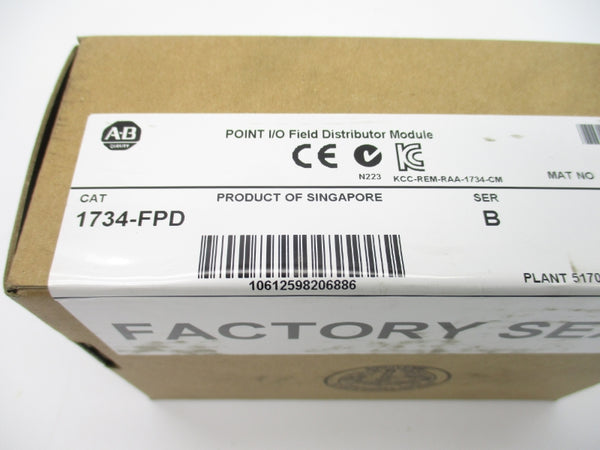 A-B
QUALITY
POINT I/O Field Distributor Module
CE
N223 KCC-REM-RAA-1734-CM
MAT NO
CAT PRODUCT OF SINGAPORE SER
1734-FPD B
10612598206886
PLANT 5170
FACTORY SE